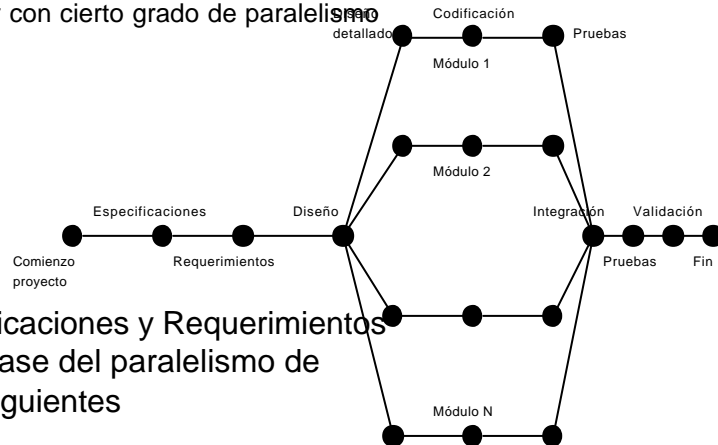 con cierto grado de paralelismo
Diseño detallado
Codificación
Pruebas
Módulo 1
Módulo 2
Especificaciones
Diseño
Integración
Validación
Comienzo
proyecto
Requerimientos
Pruebas
Fin
icaciones y Requerimientos
ase del paralelismo de
guientes
Módulo N